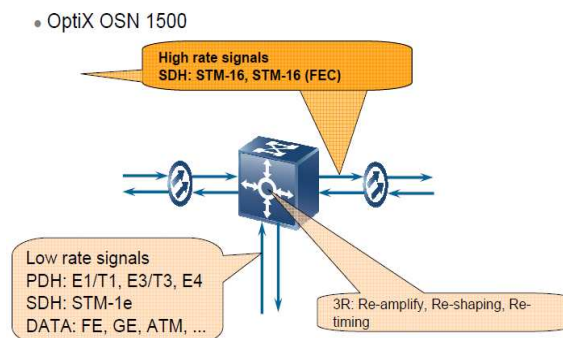 • OptiX OSN 1500
High rate signals
SDH: STM-16, STM-16 (FEC)
Low rate signals
PDH: E1/T1, E3/T3, E4
SDH: STM-1e
DATA: FE, GE, ATM, ...
3R: Re-amplify, Re-shaping, Re-
timing